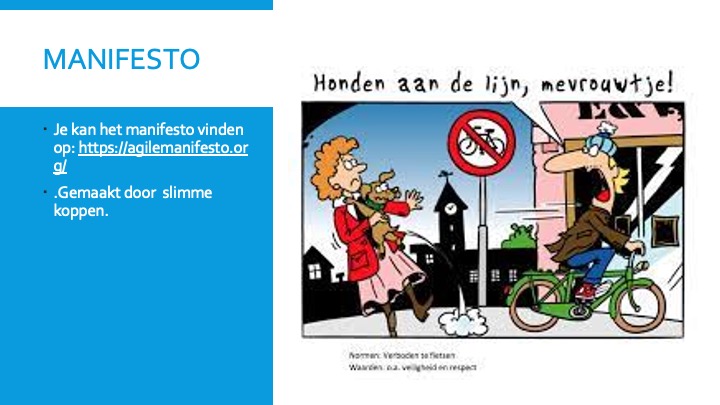 MANIFESTO
Je kan het manifesto vinden
op: https://agilemanifesto.or
g/
.Gemaakt door slimme
koppen.
Honden aan de lijn, mevrouwtje!
Normen: Verboden te fietsen
Waarden: o.a. veiligheid en respect